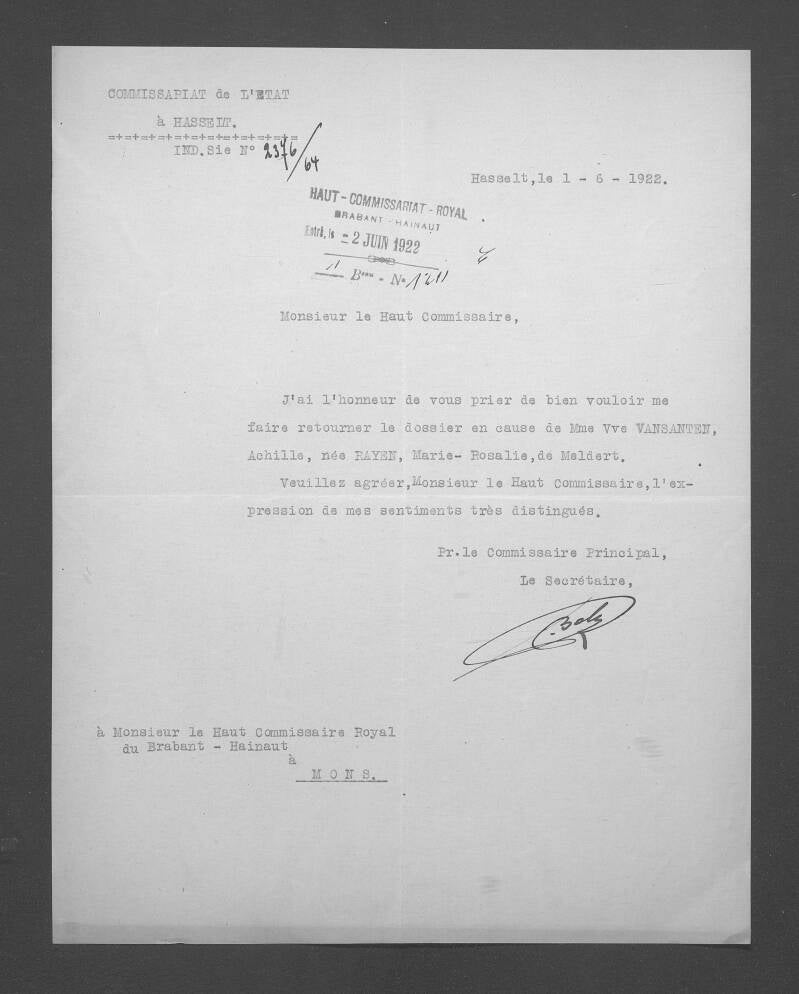 COMMISSARIAT de L'ETAT
à HASSELT.
=+=+=+=+=+=+=+=+=+=+=+=
IND.Sie N° 2376/64
Hasselt,le 1 - 6 - 1922.
HAUT-COMMISSARIAT-ROYAL
BRABANT - HAINAUT
Entré, le = 2 JUIN 1922
Beau - No 1211
Monsieur le Haut Commissaire,
J'ai l'honneur de vous prier de bien vouloir me
faire retourner le dossier en cause de Mme Vve VANSANTEN,
Achille, née RAYEN, Marie- Rosalie,de Meldert.
Veuillez agréer,Monsieur le Haut Commissaire,l'ex-
pression de mes sentiments très distingués.
Pr.le Commissaire Principal,
Le Secrétaire,
à Monsieur le Haut Commissaire Royal
du Brabant - Hainaut
à
M O N S.